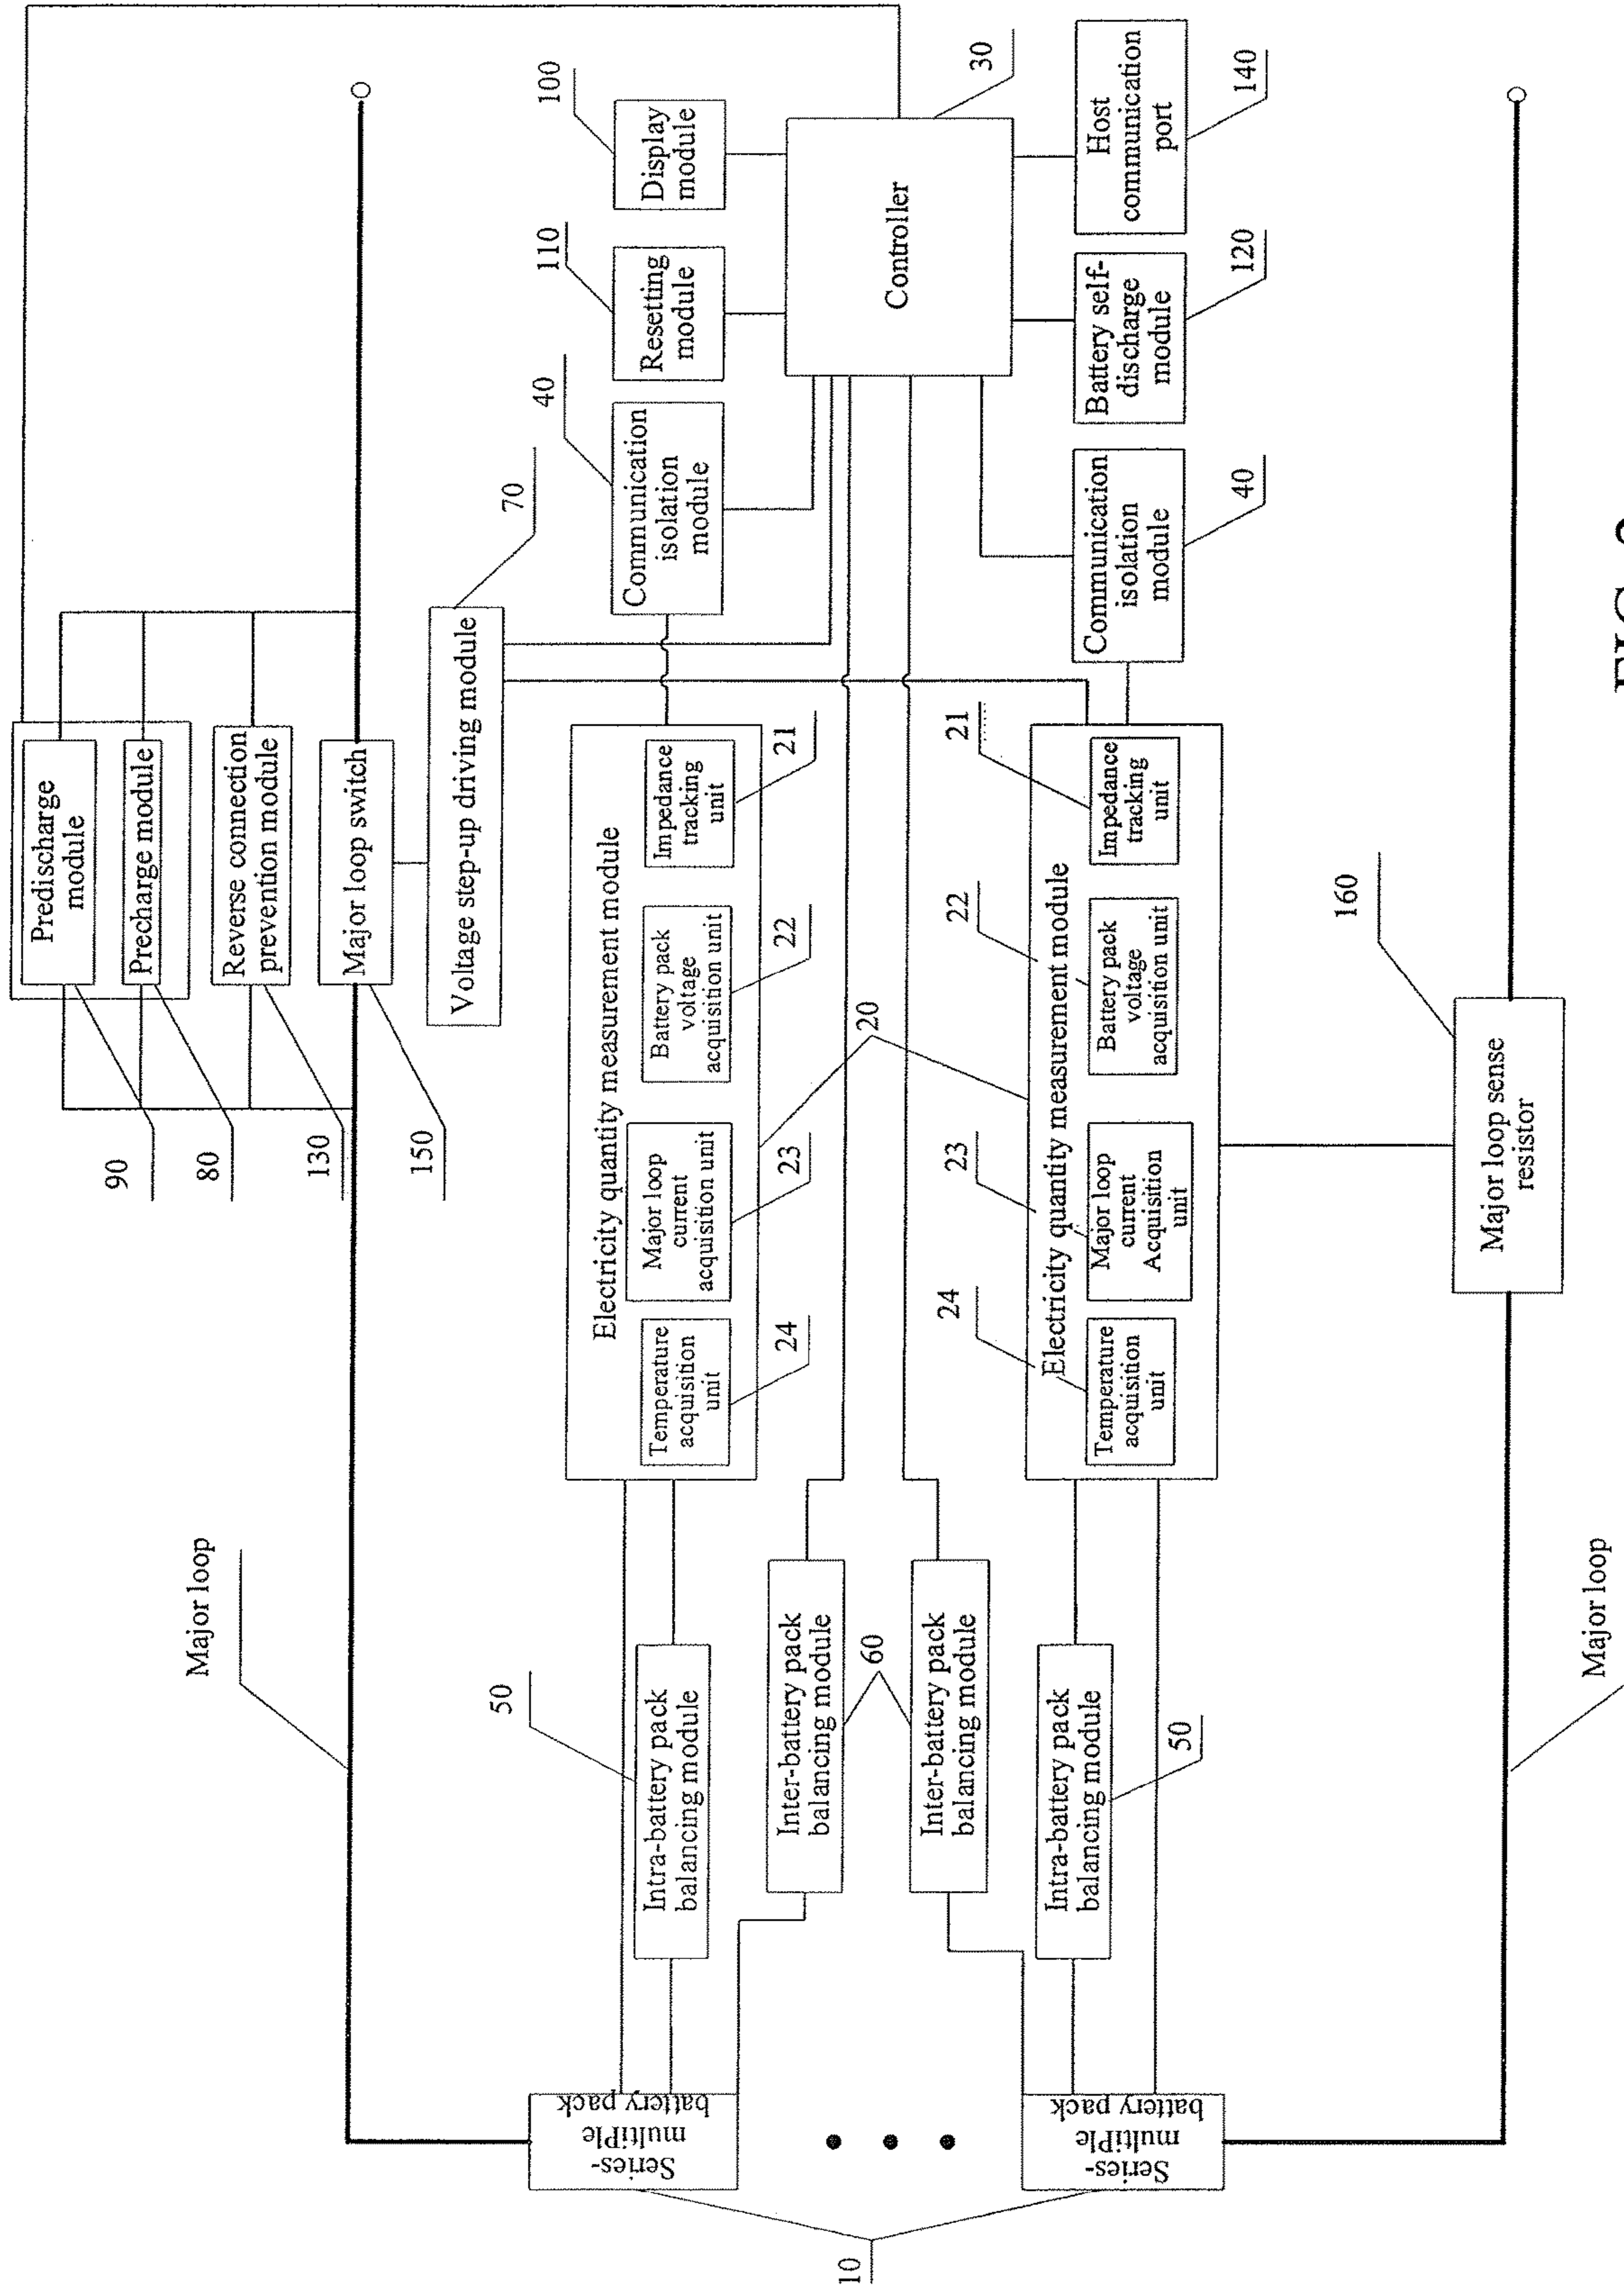 Major loop
90
80
130
150
Predischarge
module
Precharge module
Reverse connection
prevention module
Major loop switch
Voltage step-up driving module
70
40
110
100
30
Communication
isolation
module
Resetting
module
Display
module
Controller
50
Intra-battery pack
balancing module
Electricity quantity measurement module
Temperature
acquisition
unit
Major loop
current
acquisition unit
Battery pack
voltage
acquisition unit
Impedance
tracking
unit
24
23
22
21
20
Series-
multiPle
battery pack
10
Inter-battery pack
balancing module
60
Inter-battery pack
balancing module
24
23
22
21
Electricity quantity measurement module
Temperature
acquisition
unit
Major loop
current
Acquisition
unit
Battery pack
voltage
acquisition unit
Impedance
tracking
unit
Series-
multiPle
battery pack
Intra-battery pack
balancing module
50
Communication
isolation
module
Battery self-
discharge
module
Host
communication
port
40
120
140
160
Major loop sense
resistor
Major loop